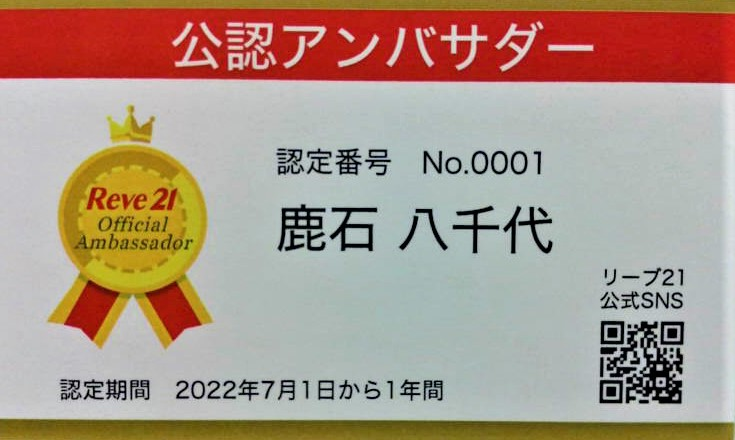 公認アンバサダー
Reve 21
Official
Ambassador
認定番号 No.0001
鹿石 八千代
リーブ21
公式SNS
認定期間 2022年7月1日から1年間